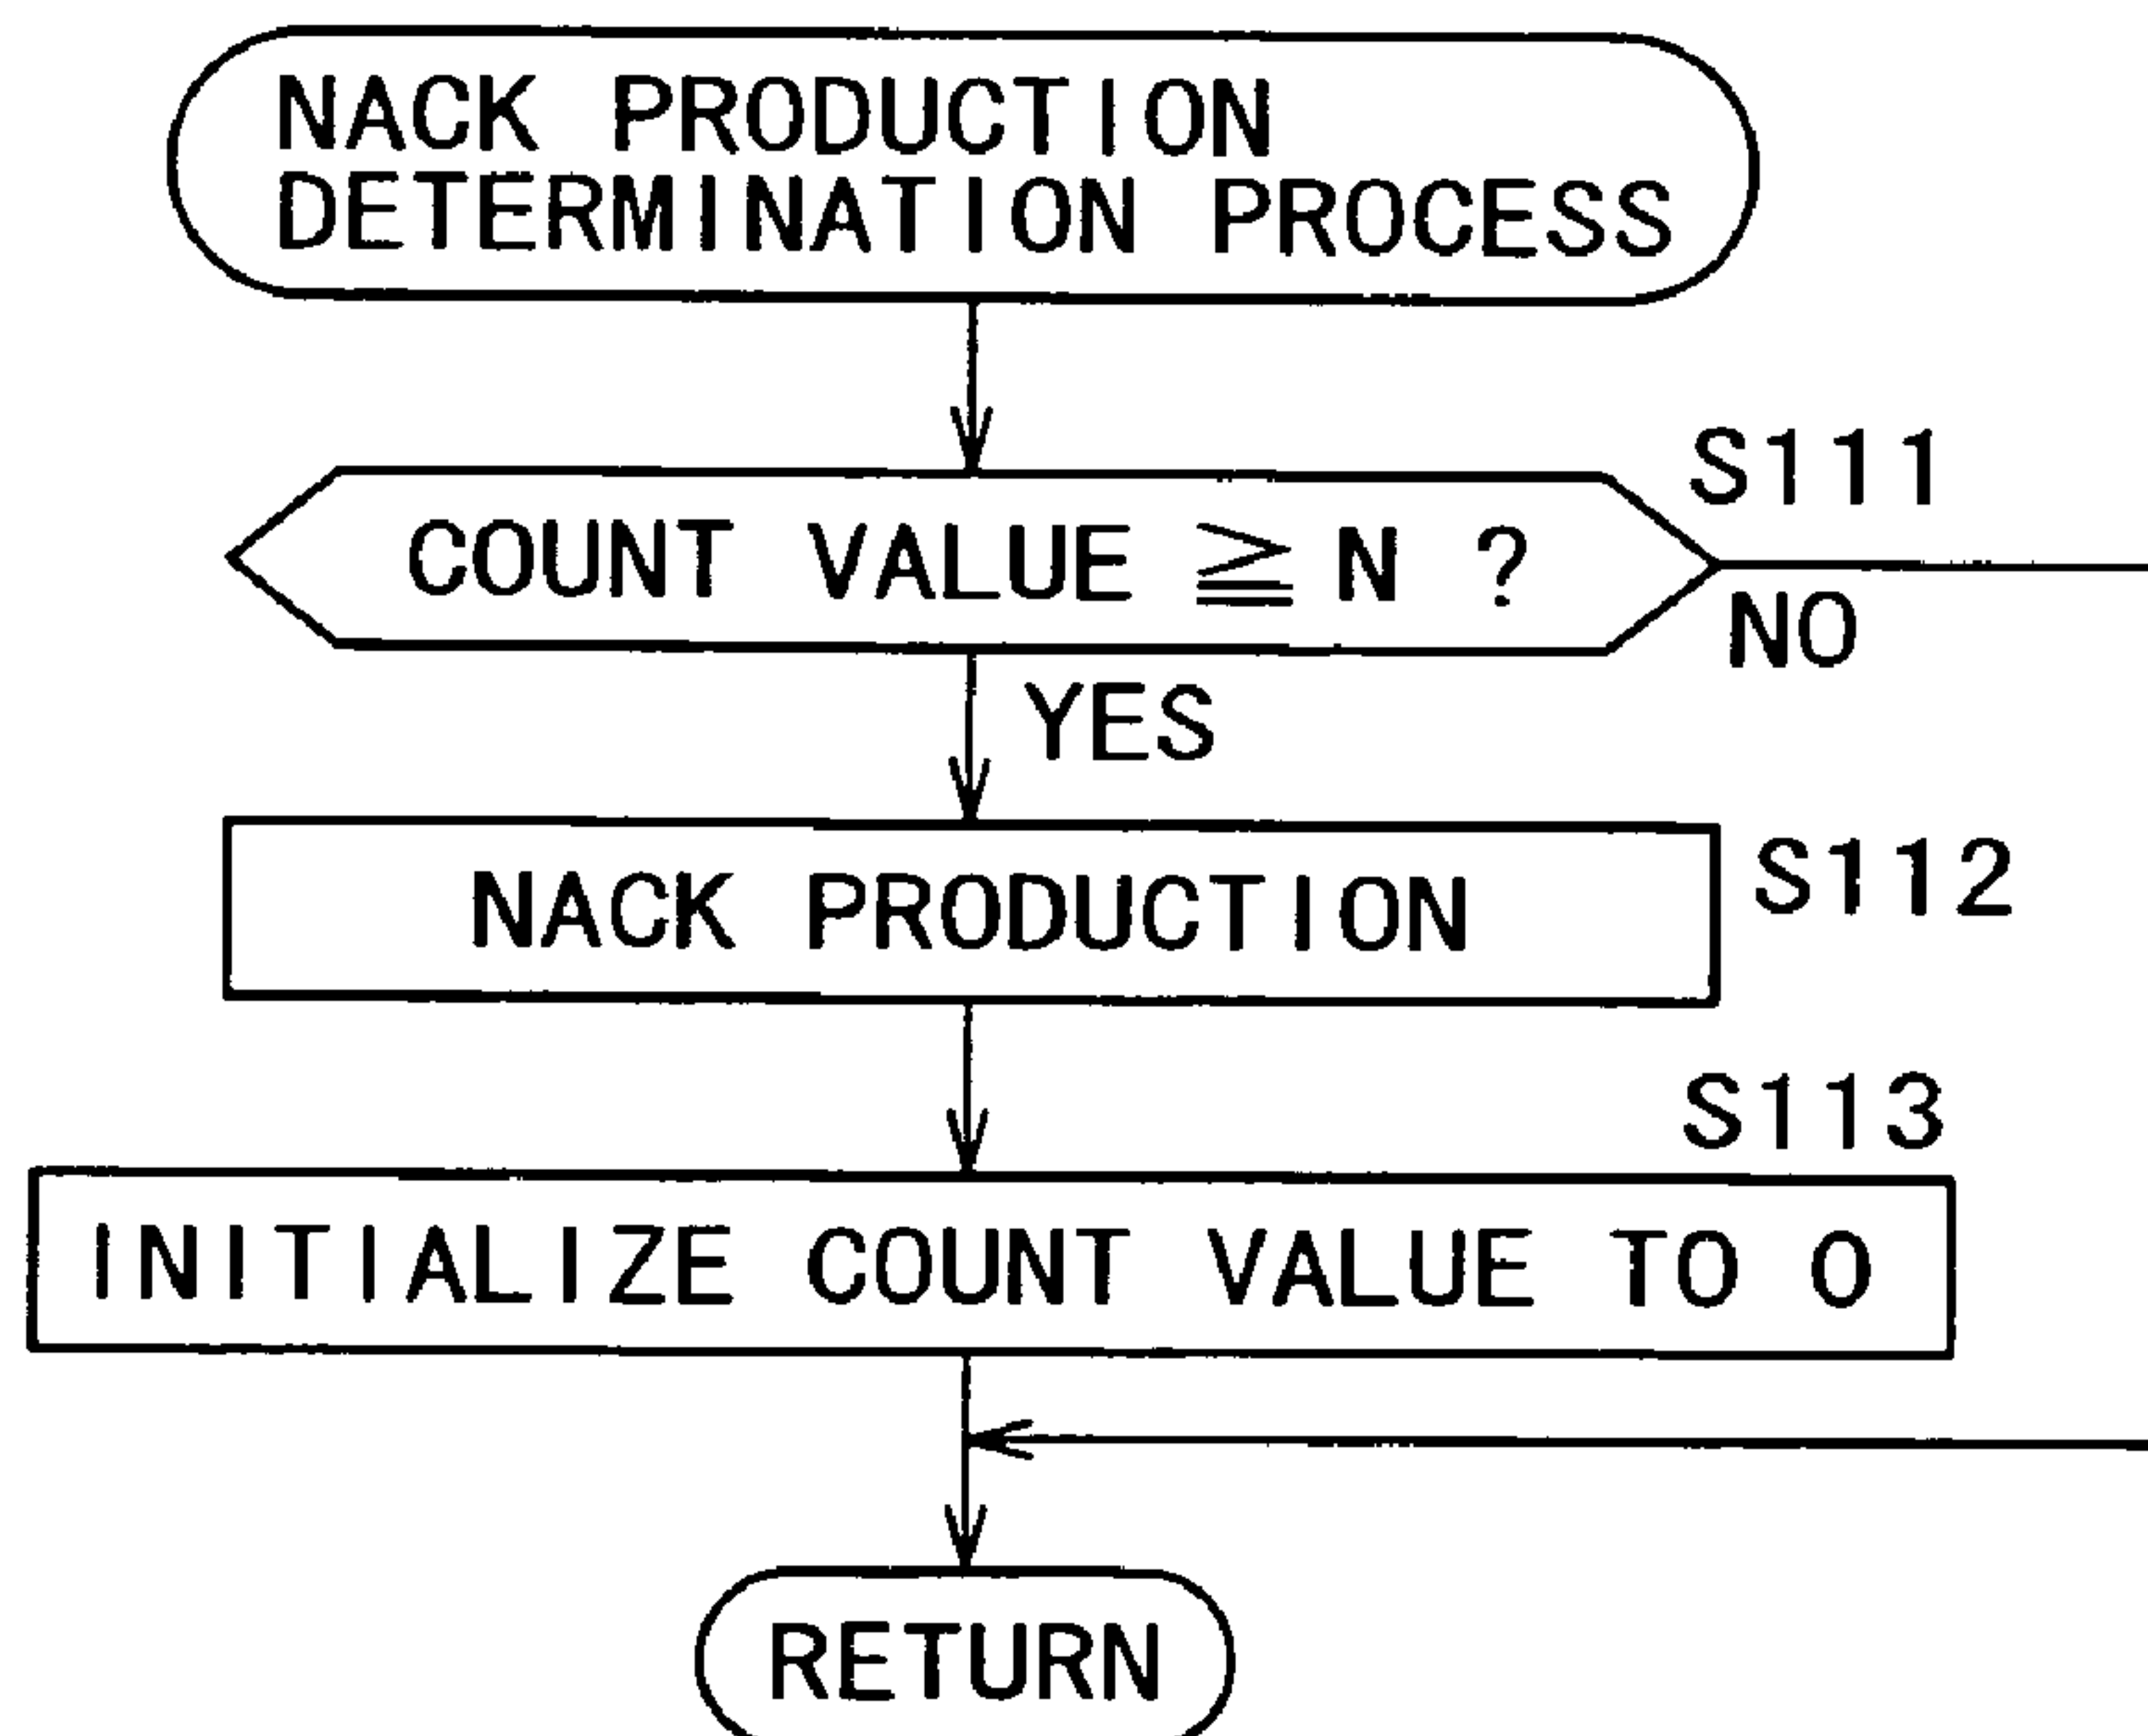 NACK PRODUCTION
DETERMINATION PROCESS
S111
COUNT VALUE ≧ N ?
NO
YES
NACK PRODUCTION
S112
S113
INITIALIZE COUNT VALUE TO 0
RETURN